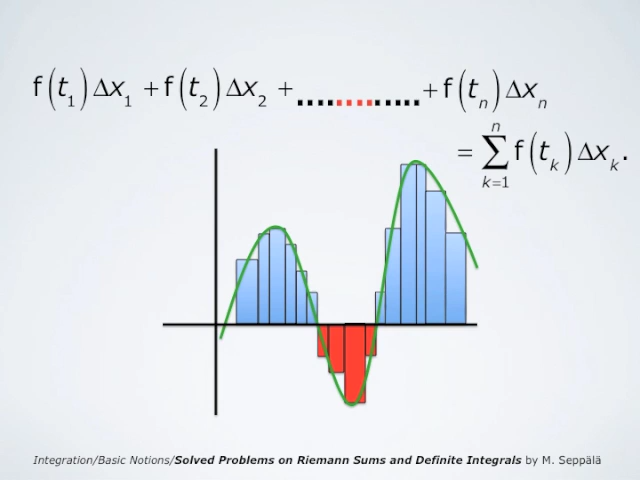 f(t₁)Δx₁ + f(t₂)Δx₂ + .................... + f(tₙ)Δxₙ
= ∑ₖ₌₁ⁿ f(tₖ)Δxₖ.
Integration/Basic Notions/Solved Problems on Riemann Sums and Definite Integrals by M. Seppälä